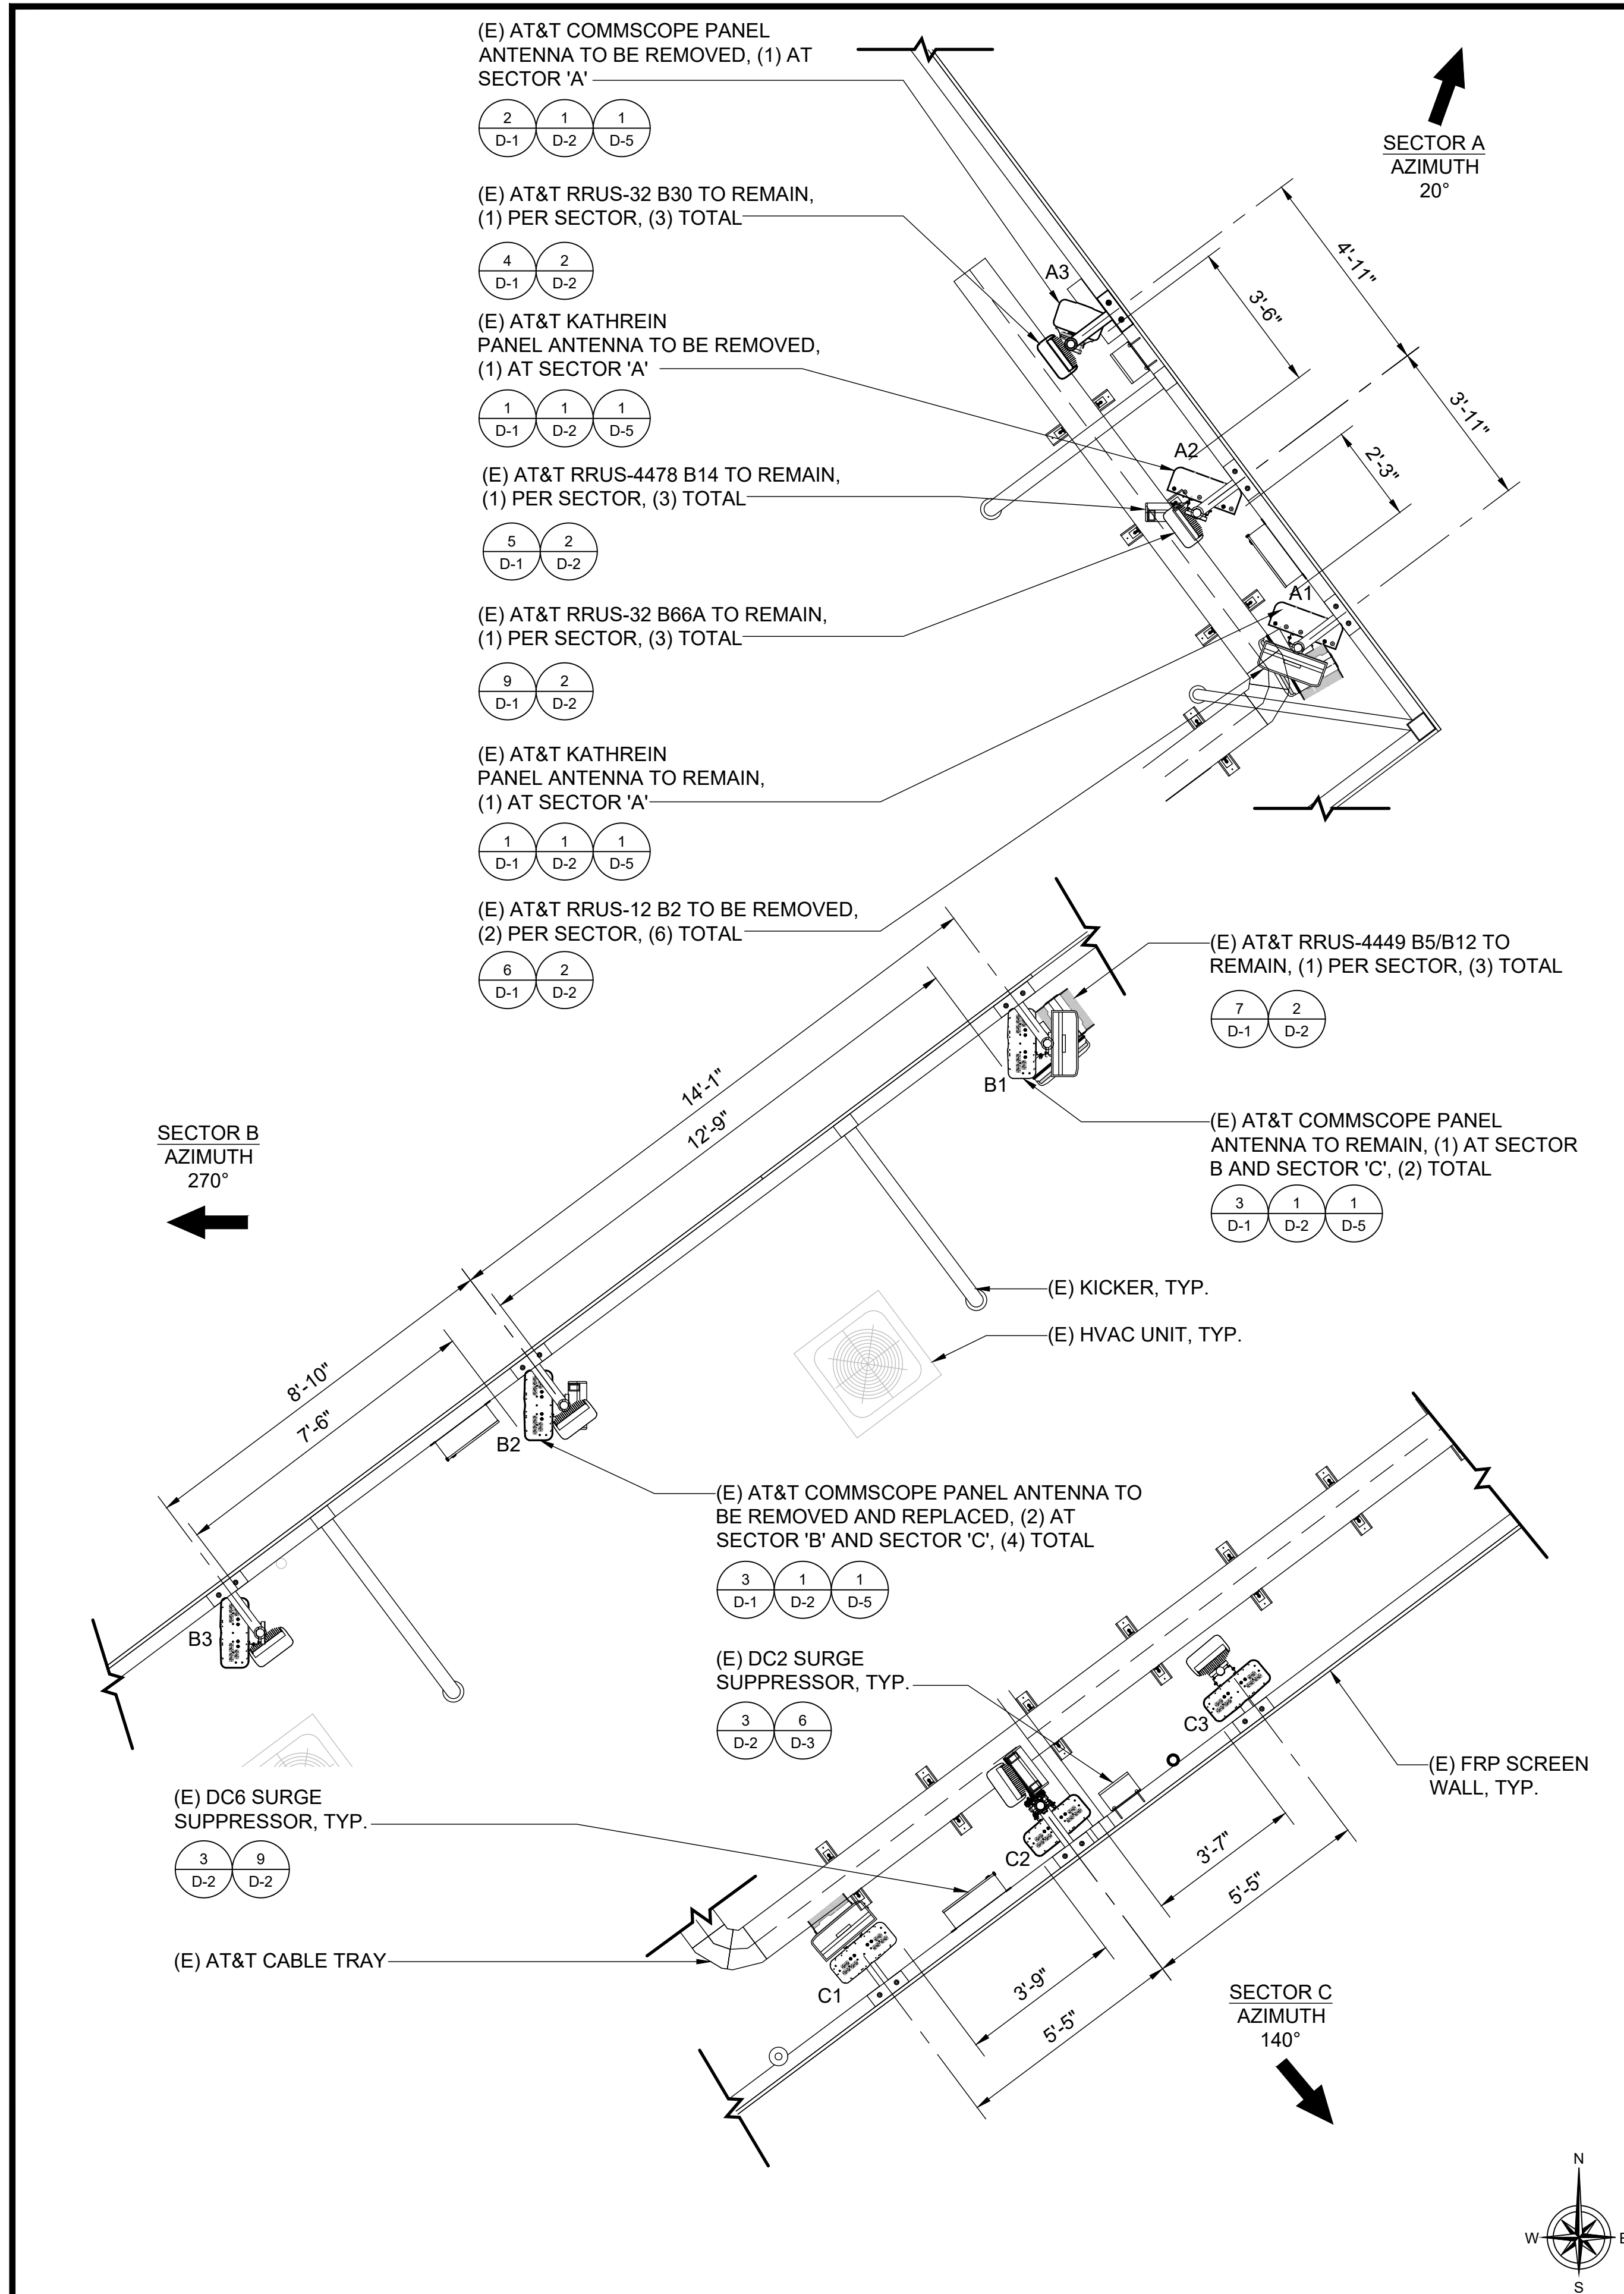 (E) AT&T COMMSCOPE PANEL
ANTENNA TO BE REMOVED, (1) AT
SECTOR 'A'
2 1 1
D-1 D-2 D-5
SECTOR A
AZIMUTH
20°
(E) AT&T RRUS-32 B30 TO REMAIN,
(1) PER SECTOR, (3) TOTAL
4 2
D-1 D-2
(E) AT&T KATHREIN
PANEL ANTENNA TO BE REMOVED,
(1) AT SECTOR 'A'
1 1 1
D-1 D-2 D-5
(E) AT&T RRUS-4478 B14 TO REMAIN,
(1) PER SECTOR, (3) TOTAL
5 2
D-1 D-2
(E) AT&T RRUS-32 B66A TO REMAIN,
(1) PER SECTOR, (3) TOTAL
9 2
D-1 D-2
(E) AT&T KATHREIN
PANEL ANTENNA TO REMAIN,
(1) AT SECTOR 'A'
1 1 1
D-1 D-2 D-5
(E) AT&T RRUS-12 B2 TO BE REMOVED,
(2) PER SECTOR, (6) TOTAL
6 2
D-1 D-2
A3
A2
A1
4'-11"
3'-6"
3'-11"
2'-3"
(E) AT&T RRUS-4449 B5/B12 TO
REMAIN, (1) PER SECTOR, (3) TOTAL
7 2
D-1 D-2
B1
14'-1"
12'-9"
(E) AT&T COMMSCOPE PANEL
ANTENNA TO REMAIN, (1) AT SECTOR
B AND SECTOR 'C', (2) TOTAL
3 1 1
D-1 D-2 D-5
SECTOR B
AZIMUTH
270°
(E) KICKER, TYP.
(E) HVAC UNIT, TYP.
8'-10"
7'-6"
B2
B3
(E) AT&T COMMSCOPE PANEL ANTENNA TO
BE REMOVED AND REPLACED, (2) AT
SECTOR 'B' AND SECTOR 'C', (4) TOTAL
3 1 1
D-1 D-2 D-5
(E) DC2 SURGE
SUPPRESSOR, TYP.
3 6
D-2 D-3
C3
(E) FRP SCREEN
WALL, TYP.
(E) DC6 SURGE
SUPPRESSOR, TYP.
3 9
D-2 D-2
C2
3'-7"
5'-5"
(E) AT&T CABLE TRAY
C1
3'-9"
5'-5"
SECTOR C
AZIMUTH
140°
N
W E
S